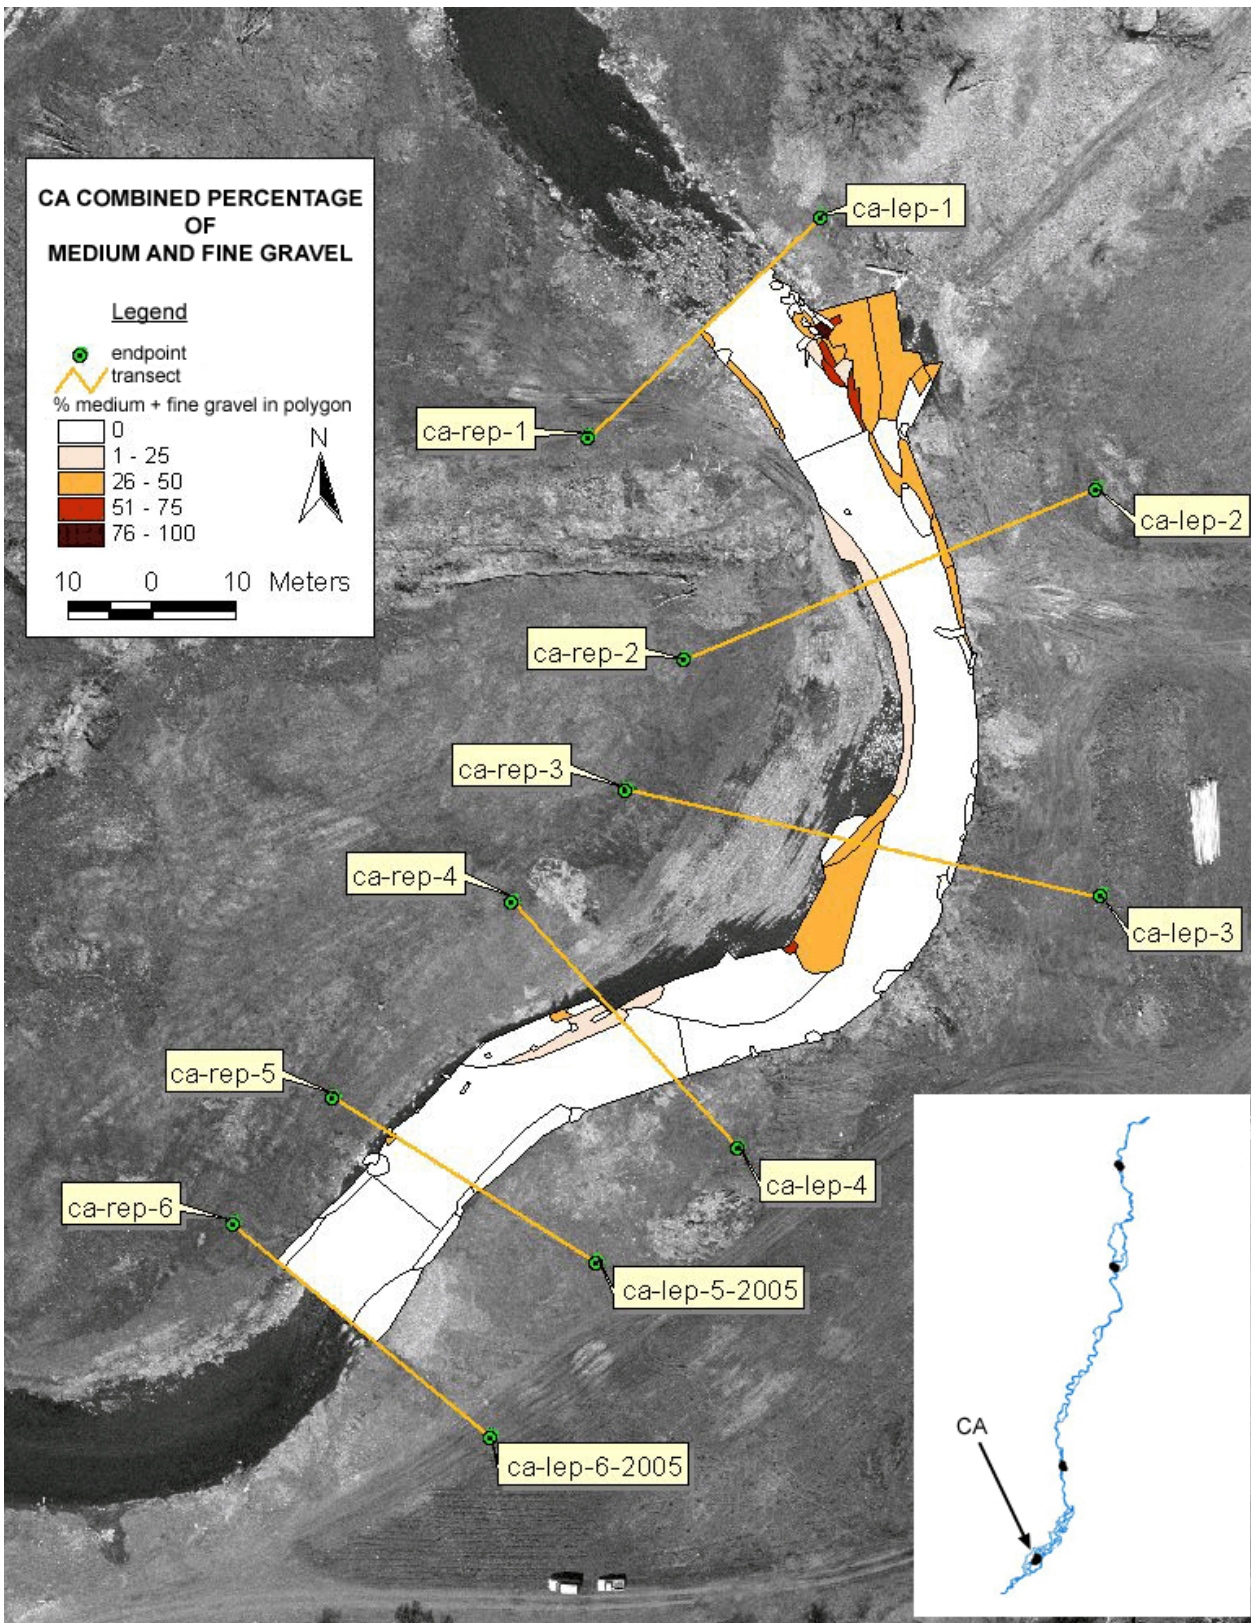 CA COMBINED PERCENTAGE
OF
MEDIUM AND FINE GRAVEL
Legend
endpoint
transect
% medium + fine gravel in polygon
0
1 - 25
26 - 50
51 - 75
76 - 100
N
10 0 10 Meters
ca-lep-1
ca-rep-1
ca-lep-2
ca-rep-2
ca-rep-3
ca-rep-4
ca-lep-3
ca-rep-5
ca-lep-4
ca-rep-6
ca-lep-5-2005
ca-lep-6-2005
CA